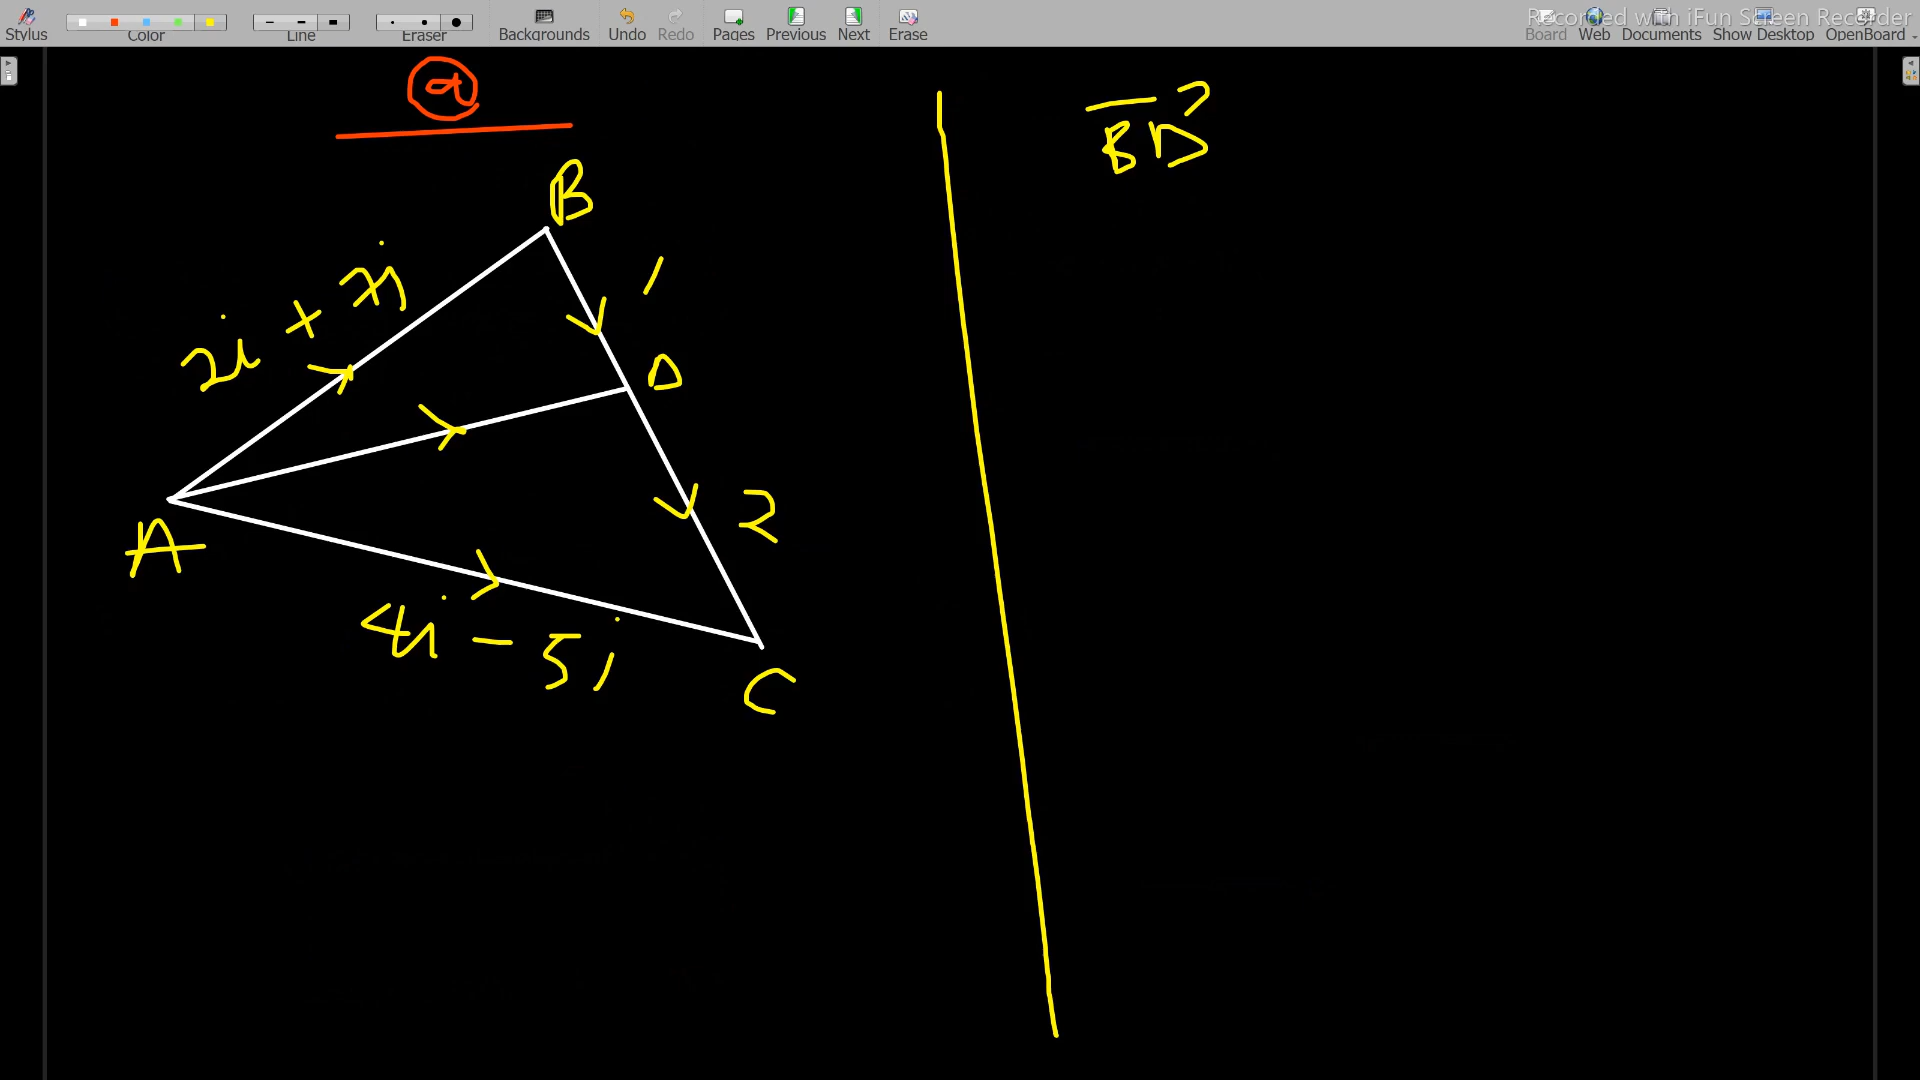 Recorded with iFun Screen Recorder
Stylus Color Line Eraser Backgrounds Undo Redo Pages Previous Next Erase Board Web Documents Show Desktop OpenBoard
a
BD
B
2i + 7j
1
D
2
A
4i - 5j
C